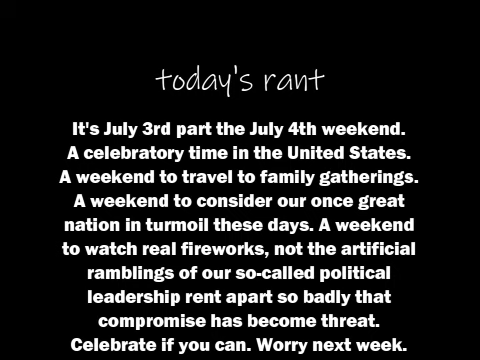 today's rant
It's July 3rd part the July 4th weekend.
A celebratory time in the United States.
A weekend to travel to family gatherings.
A weekend to consider our once great
nation in turmoil these days. A weekend
to watch real fireworks, not the artificial
ramblings of our so-called political
leadership rent apart so badly that
compromise has become threat.
Celebrate if you can. Worry next week.